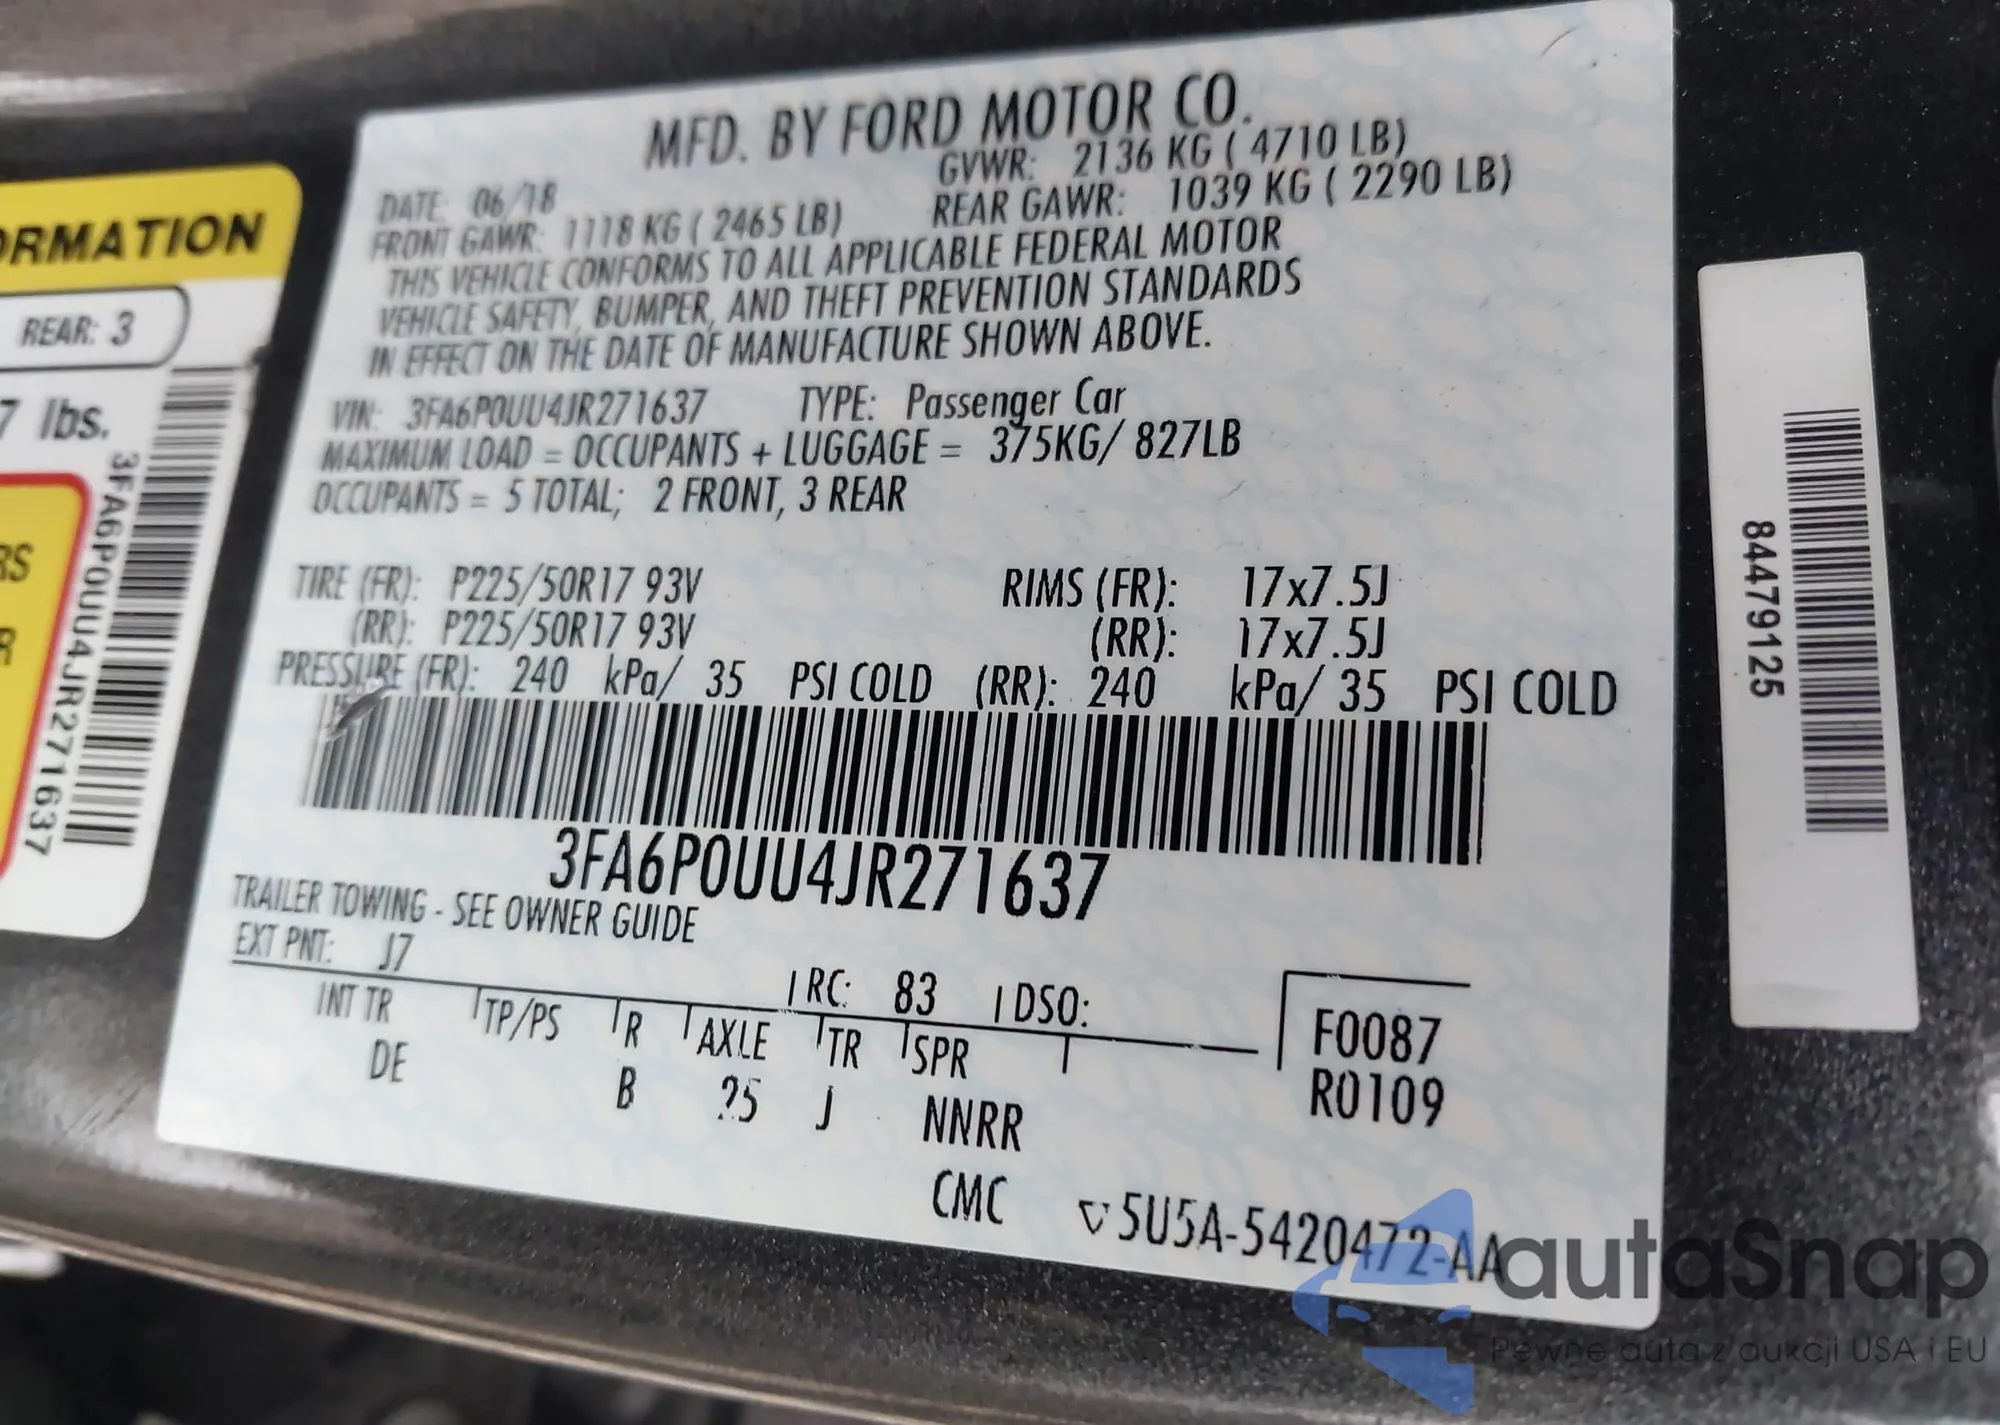 MFD. BY FORD MOTOR CO.
DATE: 06/18 GVWR: 2136 KG ( 4710 LB)
FRONT GAWR: 1118 KG ( 2465 LB) REAR GAWR: 1039 KG ( 2290 LB)
THIS VEHICLE CONFORMS TO ALL APPLICABLE FEDERAL MOTOR
VEHICLE SAFETY, BUMPER, AND THEFT PREVENTION STANDARDS
IN EFFECT ON THE DATE OF MANUFACTURE SHOWN ABOVE.
VIN: 3FA6P0UU4JR271637 TYPE: Passenger Car
MAXIMUM LOAD = OCCUPANTS + LUGGAGE = 375KG/ 827LB
OCCUPANTS = 5 TOTAL; 2 FRONT, 3 REAR
TIRE (FR): P225/50R17 93V RIMS (FR): 17x7.5J
(RR): P225/50R17 93V (RR): 17x7.5J
PRESSURE (FR): 240 kPa/ 35 PSI COLD (RR): 240 kPa/ 35 PSI COLD
3FA6P0UU4JR271637
TRAILER TOWING - SEE OWNER GUIDE
EXT PNT: J7 RC: 83 DSO:
INT TR TP/PS R AXLE TR SPR F0087
DE B 25 J NNRR R0109
CMC 5U5A-5420472-AA
ORMATION
REAR: 3
7 lbs.
RS
R
3FA6P0UU4JR271637
84479125
autaSnap
Pewne auta z aukcji USA i EU